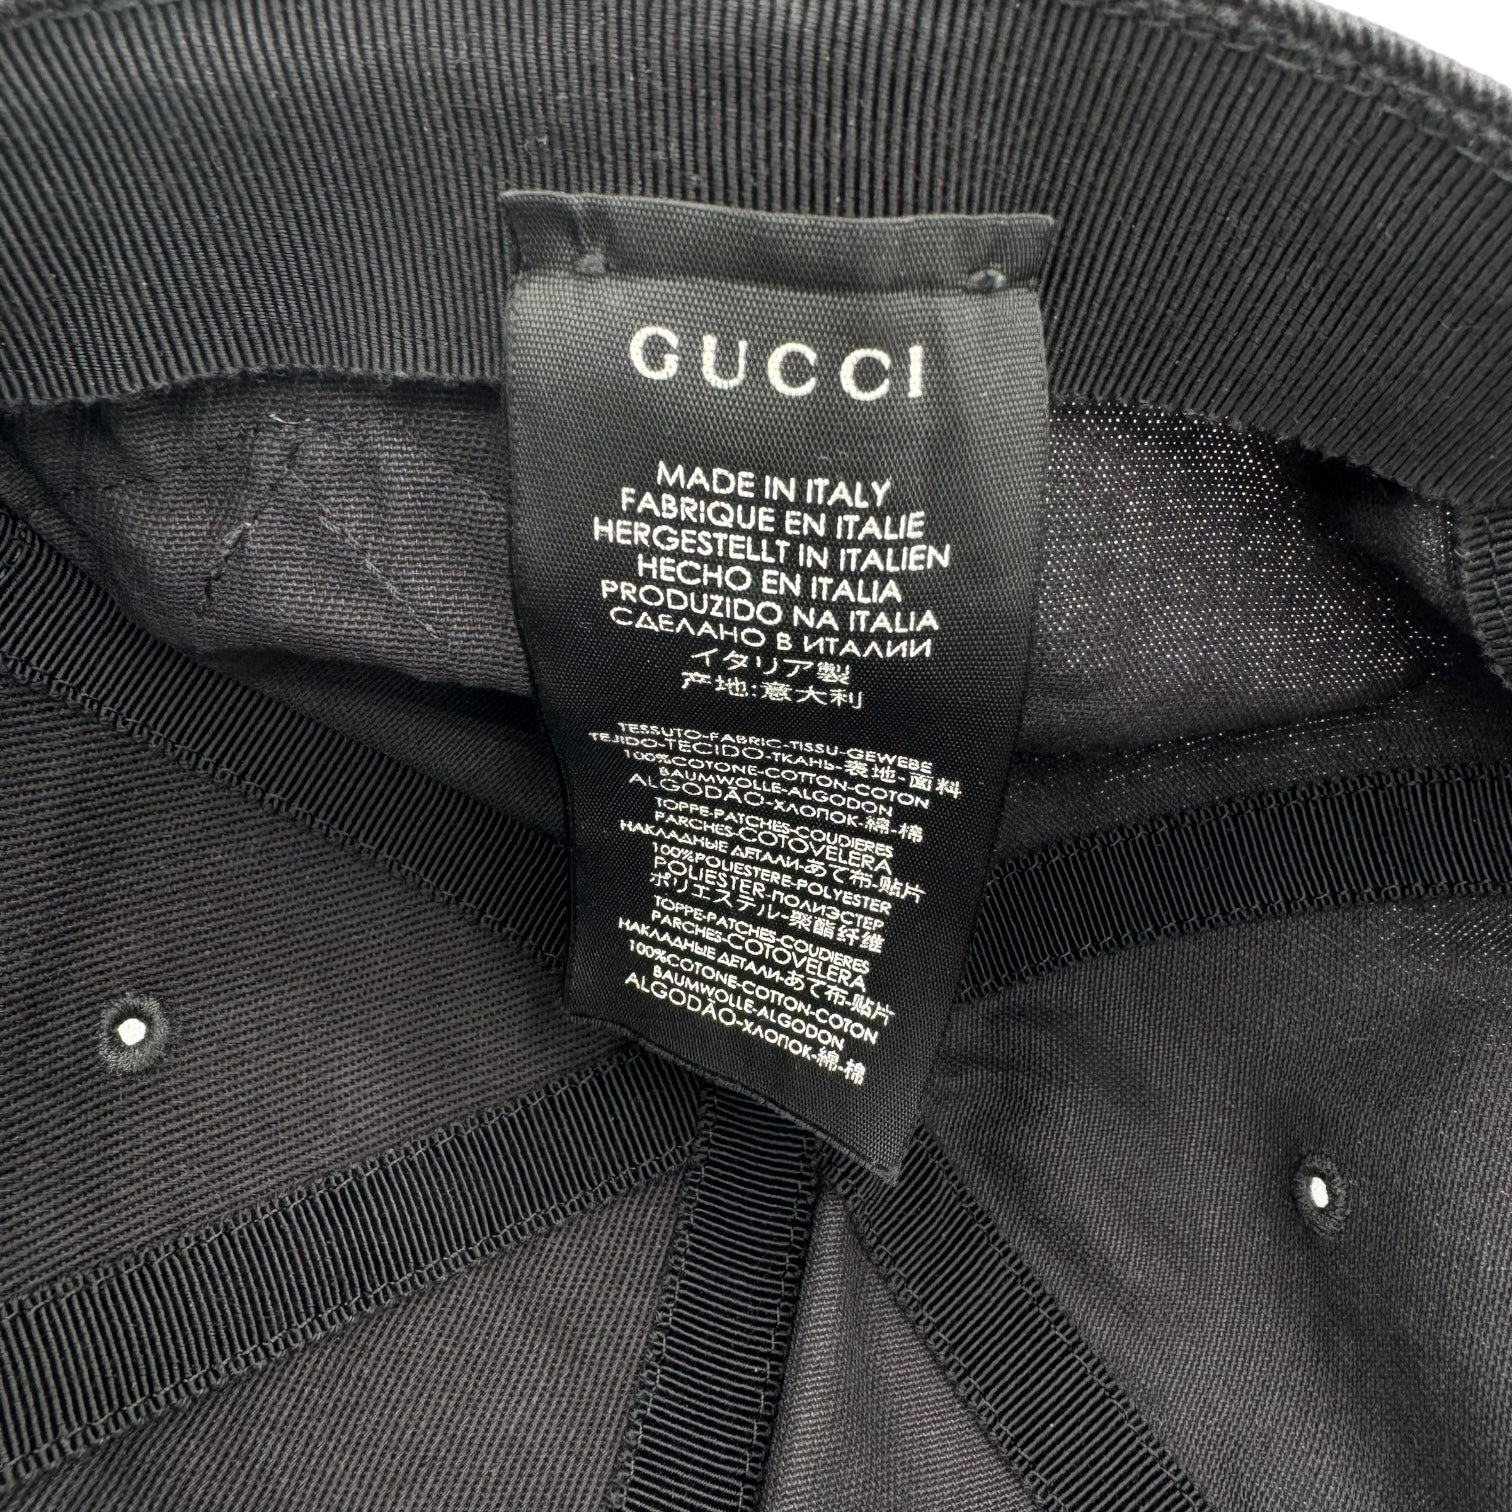 GUCCI
MADE IN ITALY
FABRIQUE EN ITALIE
HERGESTELLT IN ITALIEN
HECHO EN ITALIA
PRODUZIDO NA ITALIA
СДЕЛАНО В ИТАЛИИ
イタリア製
产地:意大利
TESSUTO-FABRIC-TISSU-GEWEBE
TEJIDO-TECIDO-ТКАНЬ-表地-面料
100%COTONE-COTTON-COTON
BAUMWOLLE-ALGODON
ALGODÃO-ХЛОПОК-綿-棉
TOPPE-PATCHES-COUDIERES
PARCHES-COTOVELERA
НАКЛАДНЫЕ ДЕТАЛИ-あて布-贴片
100%POLIESTERE-POLYESTER
POLIESTER-ПОЛИЭСТЕР
ポリエステル-聚酯纤维
TOPPE-PATCHES-COUDIERES
PARCHES-COTOVELERA
НАКЛАДНЫЕ ДЕТАЛИ-あて布-贴片
100%COTONE-COTTON-COTON
BAUMWOLLE-ALGODON
ALGODÃO-ХЛОПОК-綿-棉